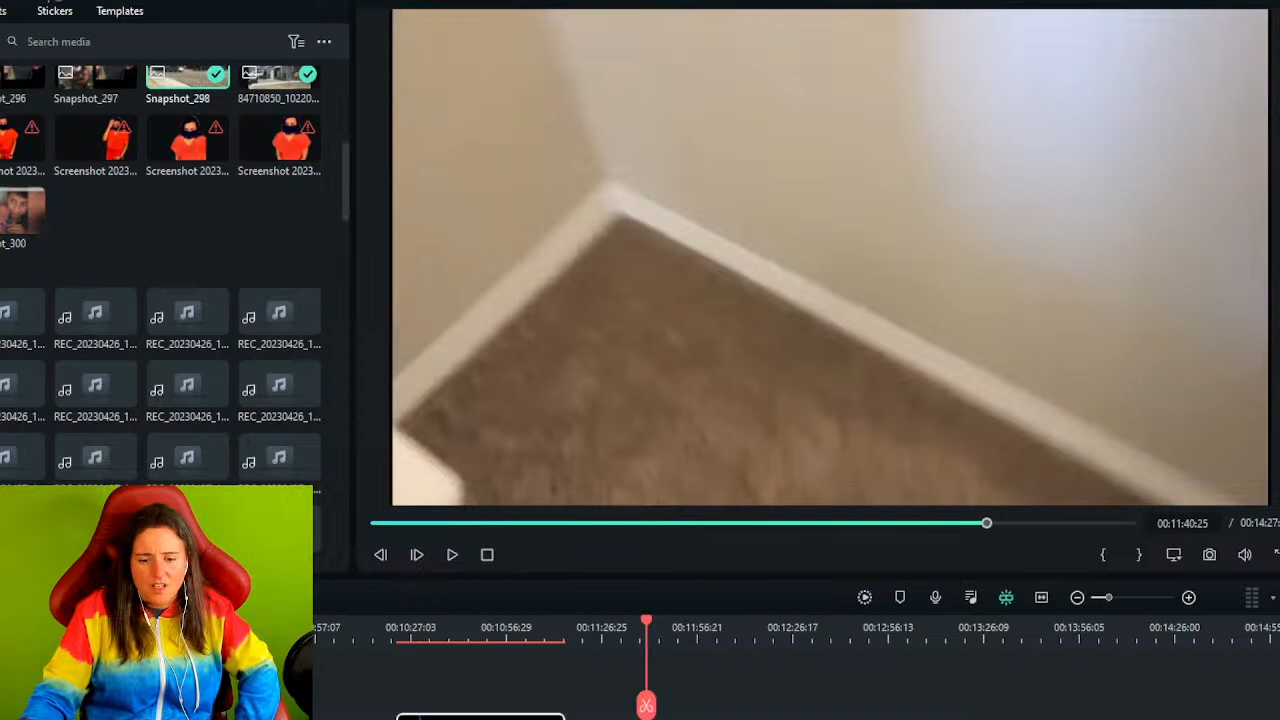 Stickers
Templates
Search media
Snapshot_297
Snapshot_298
84710850_10220...
Screenshot 2023...
Screenshot 2023...
Screenshot 2023...
REC_20230426_1...
REC_20230426_1...
REC_20230426_1...
REC_20230426_1...
REC_20230426_1...
REC_20230426_1...
00:11:40:25 / 00:14:27:
00:10:27:03
00:10:56:29
00:11:26:25
00:11:56:21
00:12:26:17
00:12:56:13
00:13:26:09
00:13:56:05
00:14:26:00